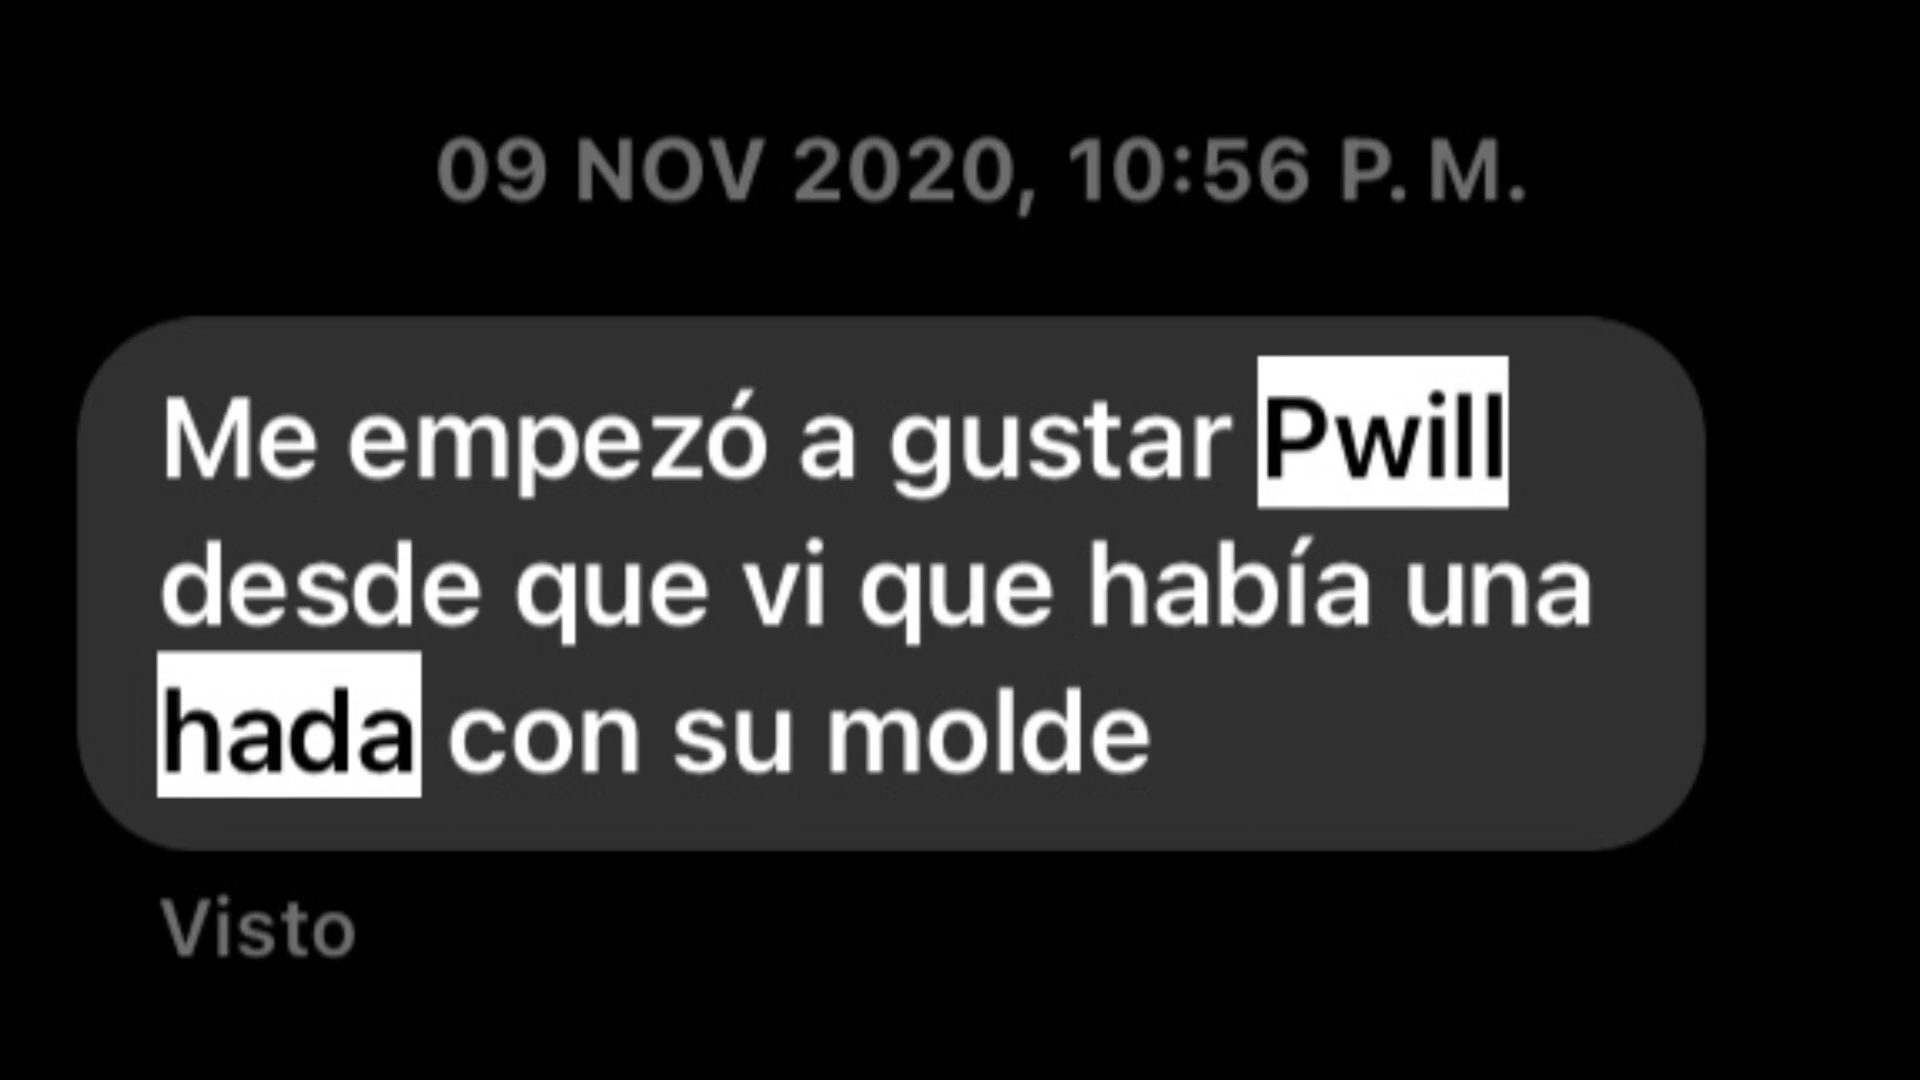 09 NOV 2020, 10:56 P. M.
Me empezó a gustar Pwill
desde que vi que había una
hada con su molde
Visto